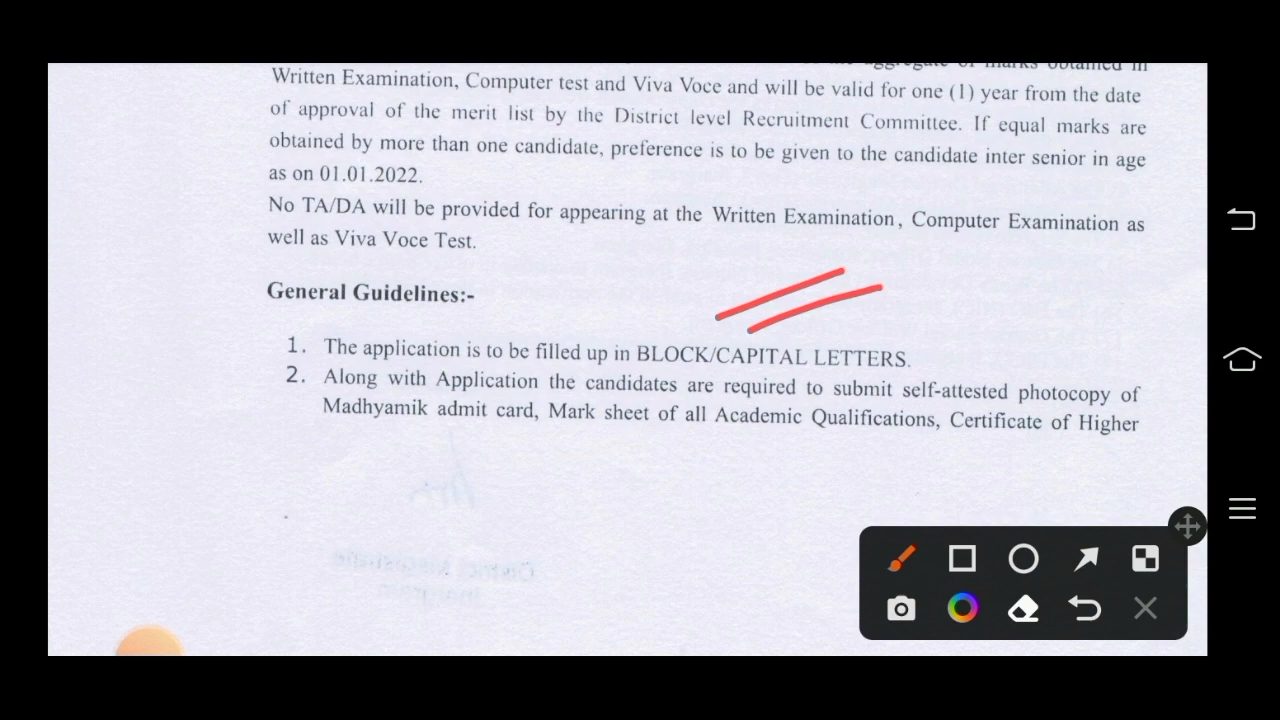 the aggregate of marks obtained in
Written Examination, Computer test and Viva Voce and will be valid for one (1) year from the date
of approval of the merit list by the District level Recruitment Committee. If equal marks are
obtained by more than one candidate, preference is to be given to the candidate inter senior in age
as on 01.01.2022.
No TA/DA will be provided for appearing at the Written Examination, Computer Examination as
well as Viva Voce Test.
General Guidelines:-
1. The application is to be filled up in BLOCK/CAPITAL LETTERS.
2. Along with Application the candidates are required to submit self-attested photocopy of
Madhyamik admit card, Mark sheet of all Academic Qualifications, Certificate of Higher